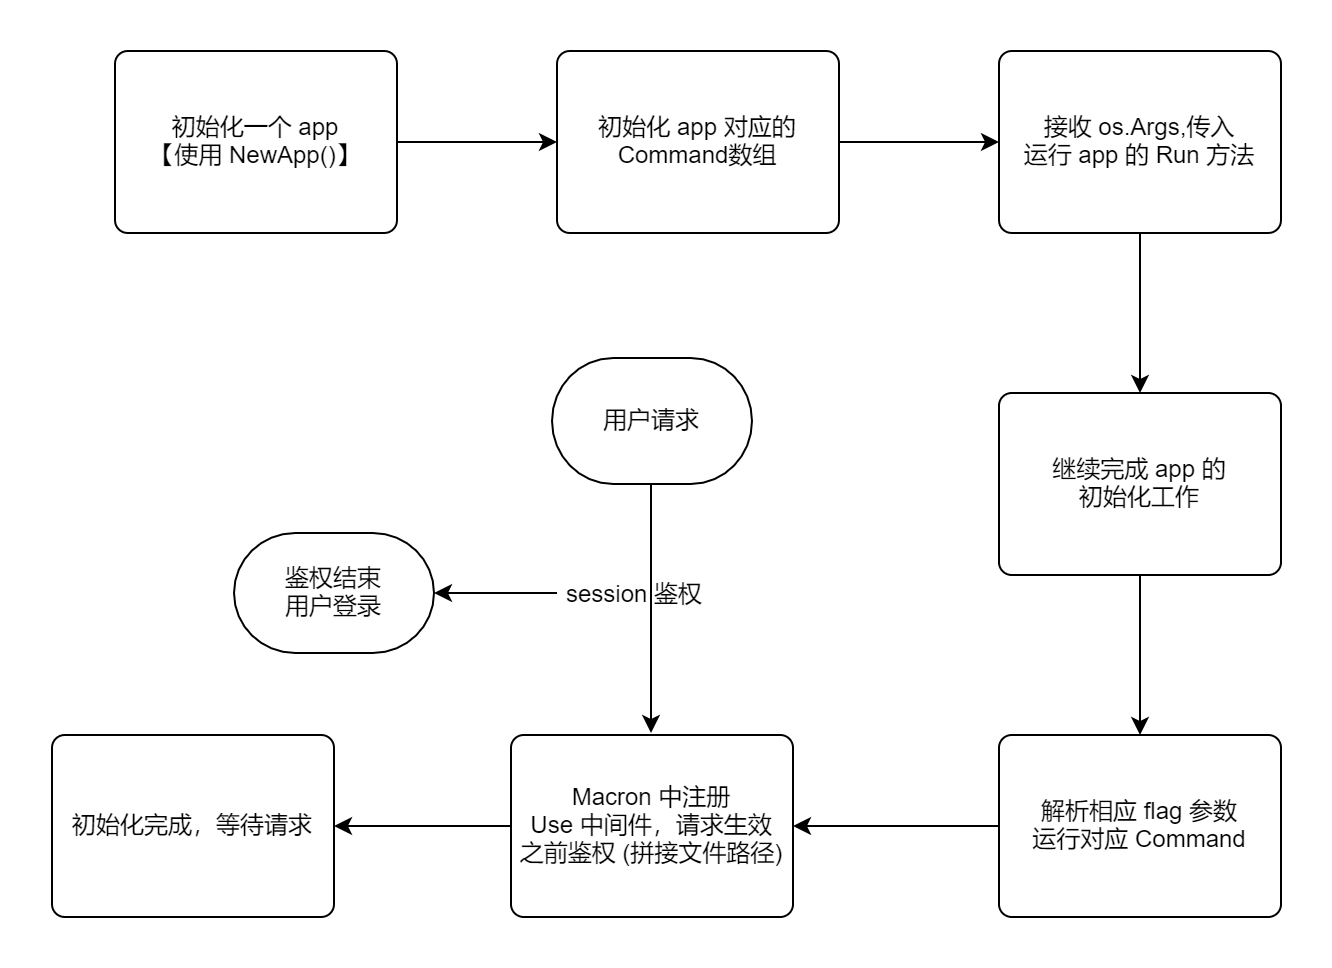 初始化一个 app
【使用 NewApp()】
初始化 app 对应的
Command数组
接收 os.Args,传入
运行 app 的 Run 方法
用户请求
继续完成 app 的
初始化工作
鉴权结束
用户登录
session 鉴权
初始化完成，等待请求
Macron 中注册
Use 中间件，请求生效
之前鉴权 (拼接文件路径)
解析相应 flag 参数
运行对应 Command